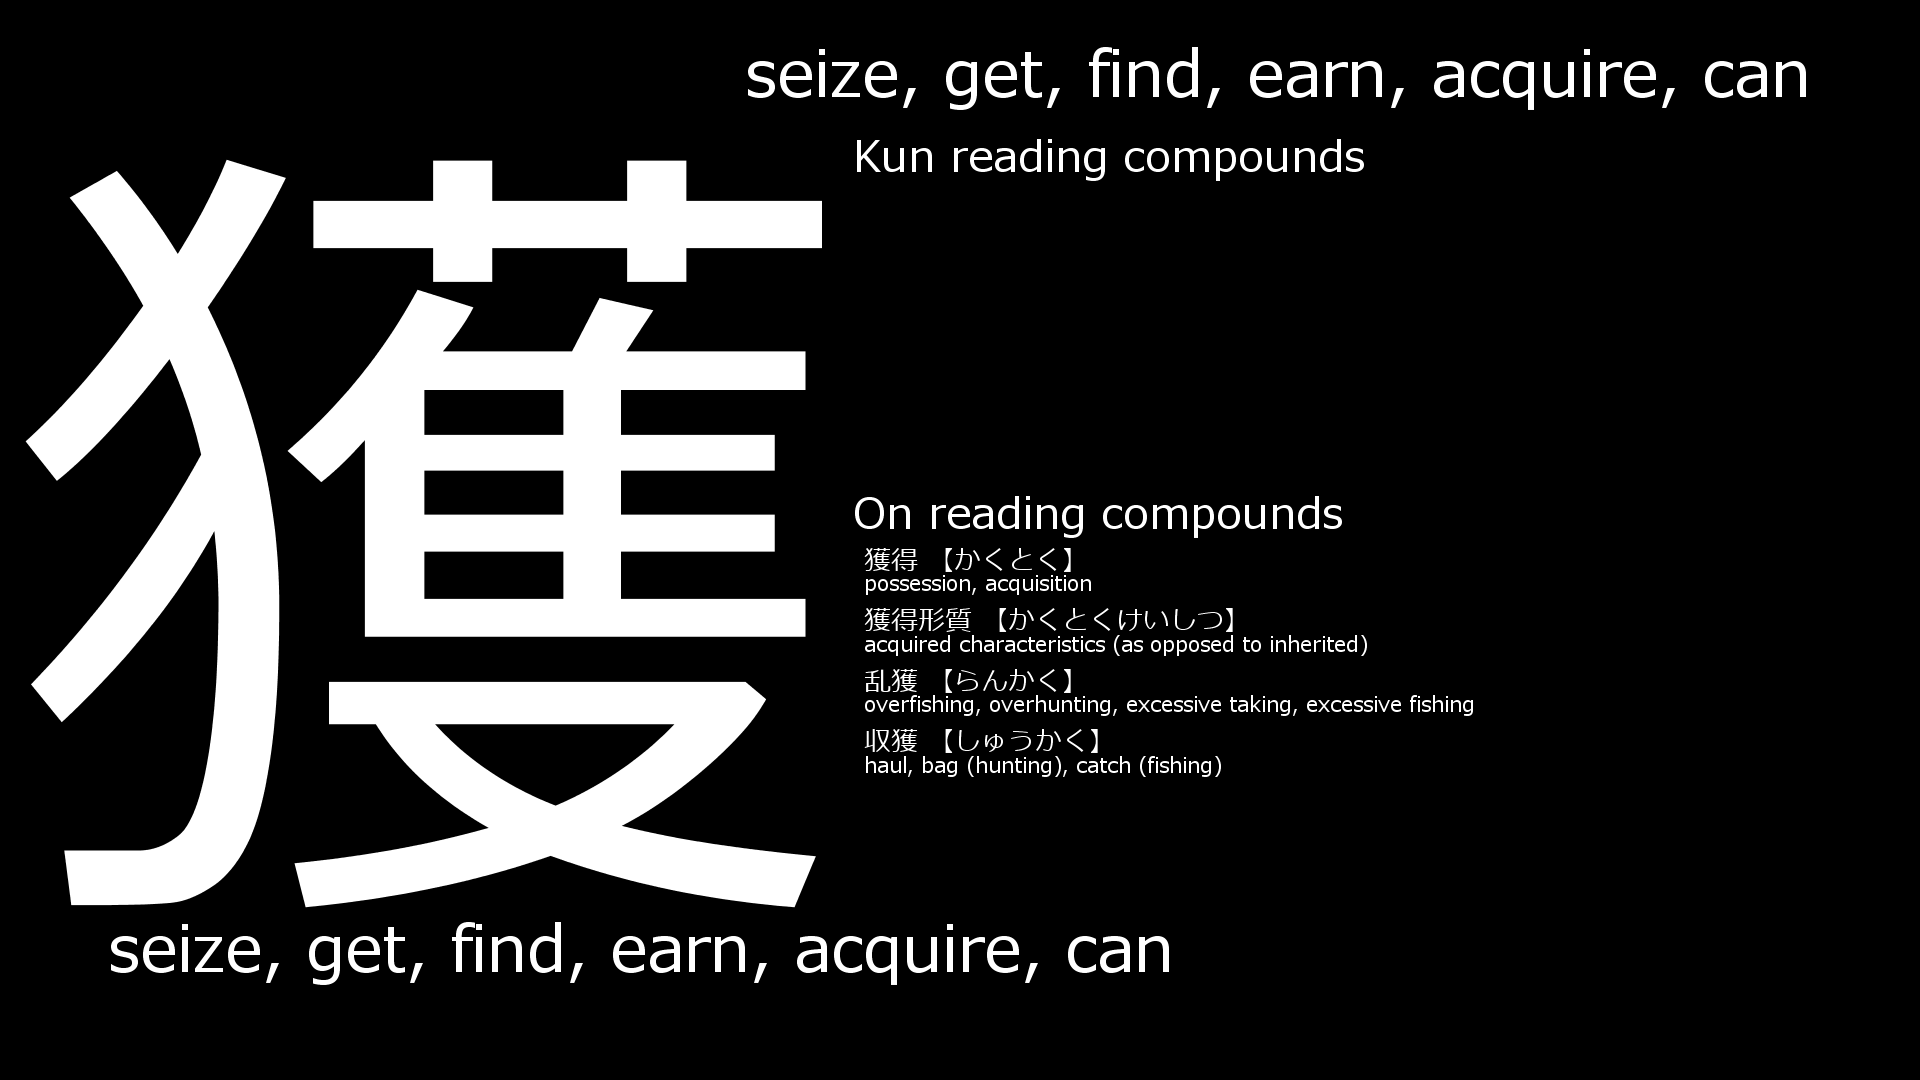 seize, get, find, earn, acquire, can
獲
Kun reading compounds
On reading compounds
獲得 【かくとく】
possession, acquisition
獲得形質 【かくとくけいしつ】
acquired characteristics (as opposed to inherited)
乱獲 【らんかく】
overfishing, overhunting, excessive taking, excessive fishing
収獲 【しゅうかく】
haul, bag (hunting), catch (fishing)
seize, get, find, earn, acquire, can